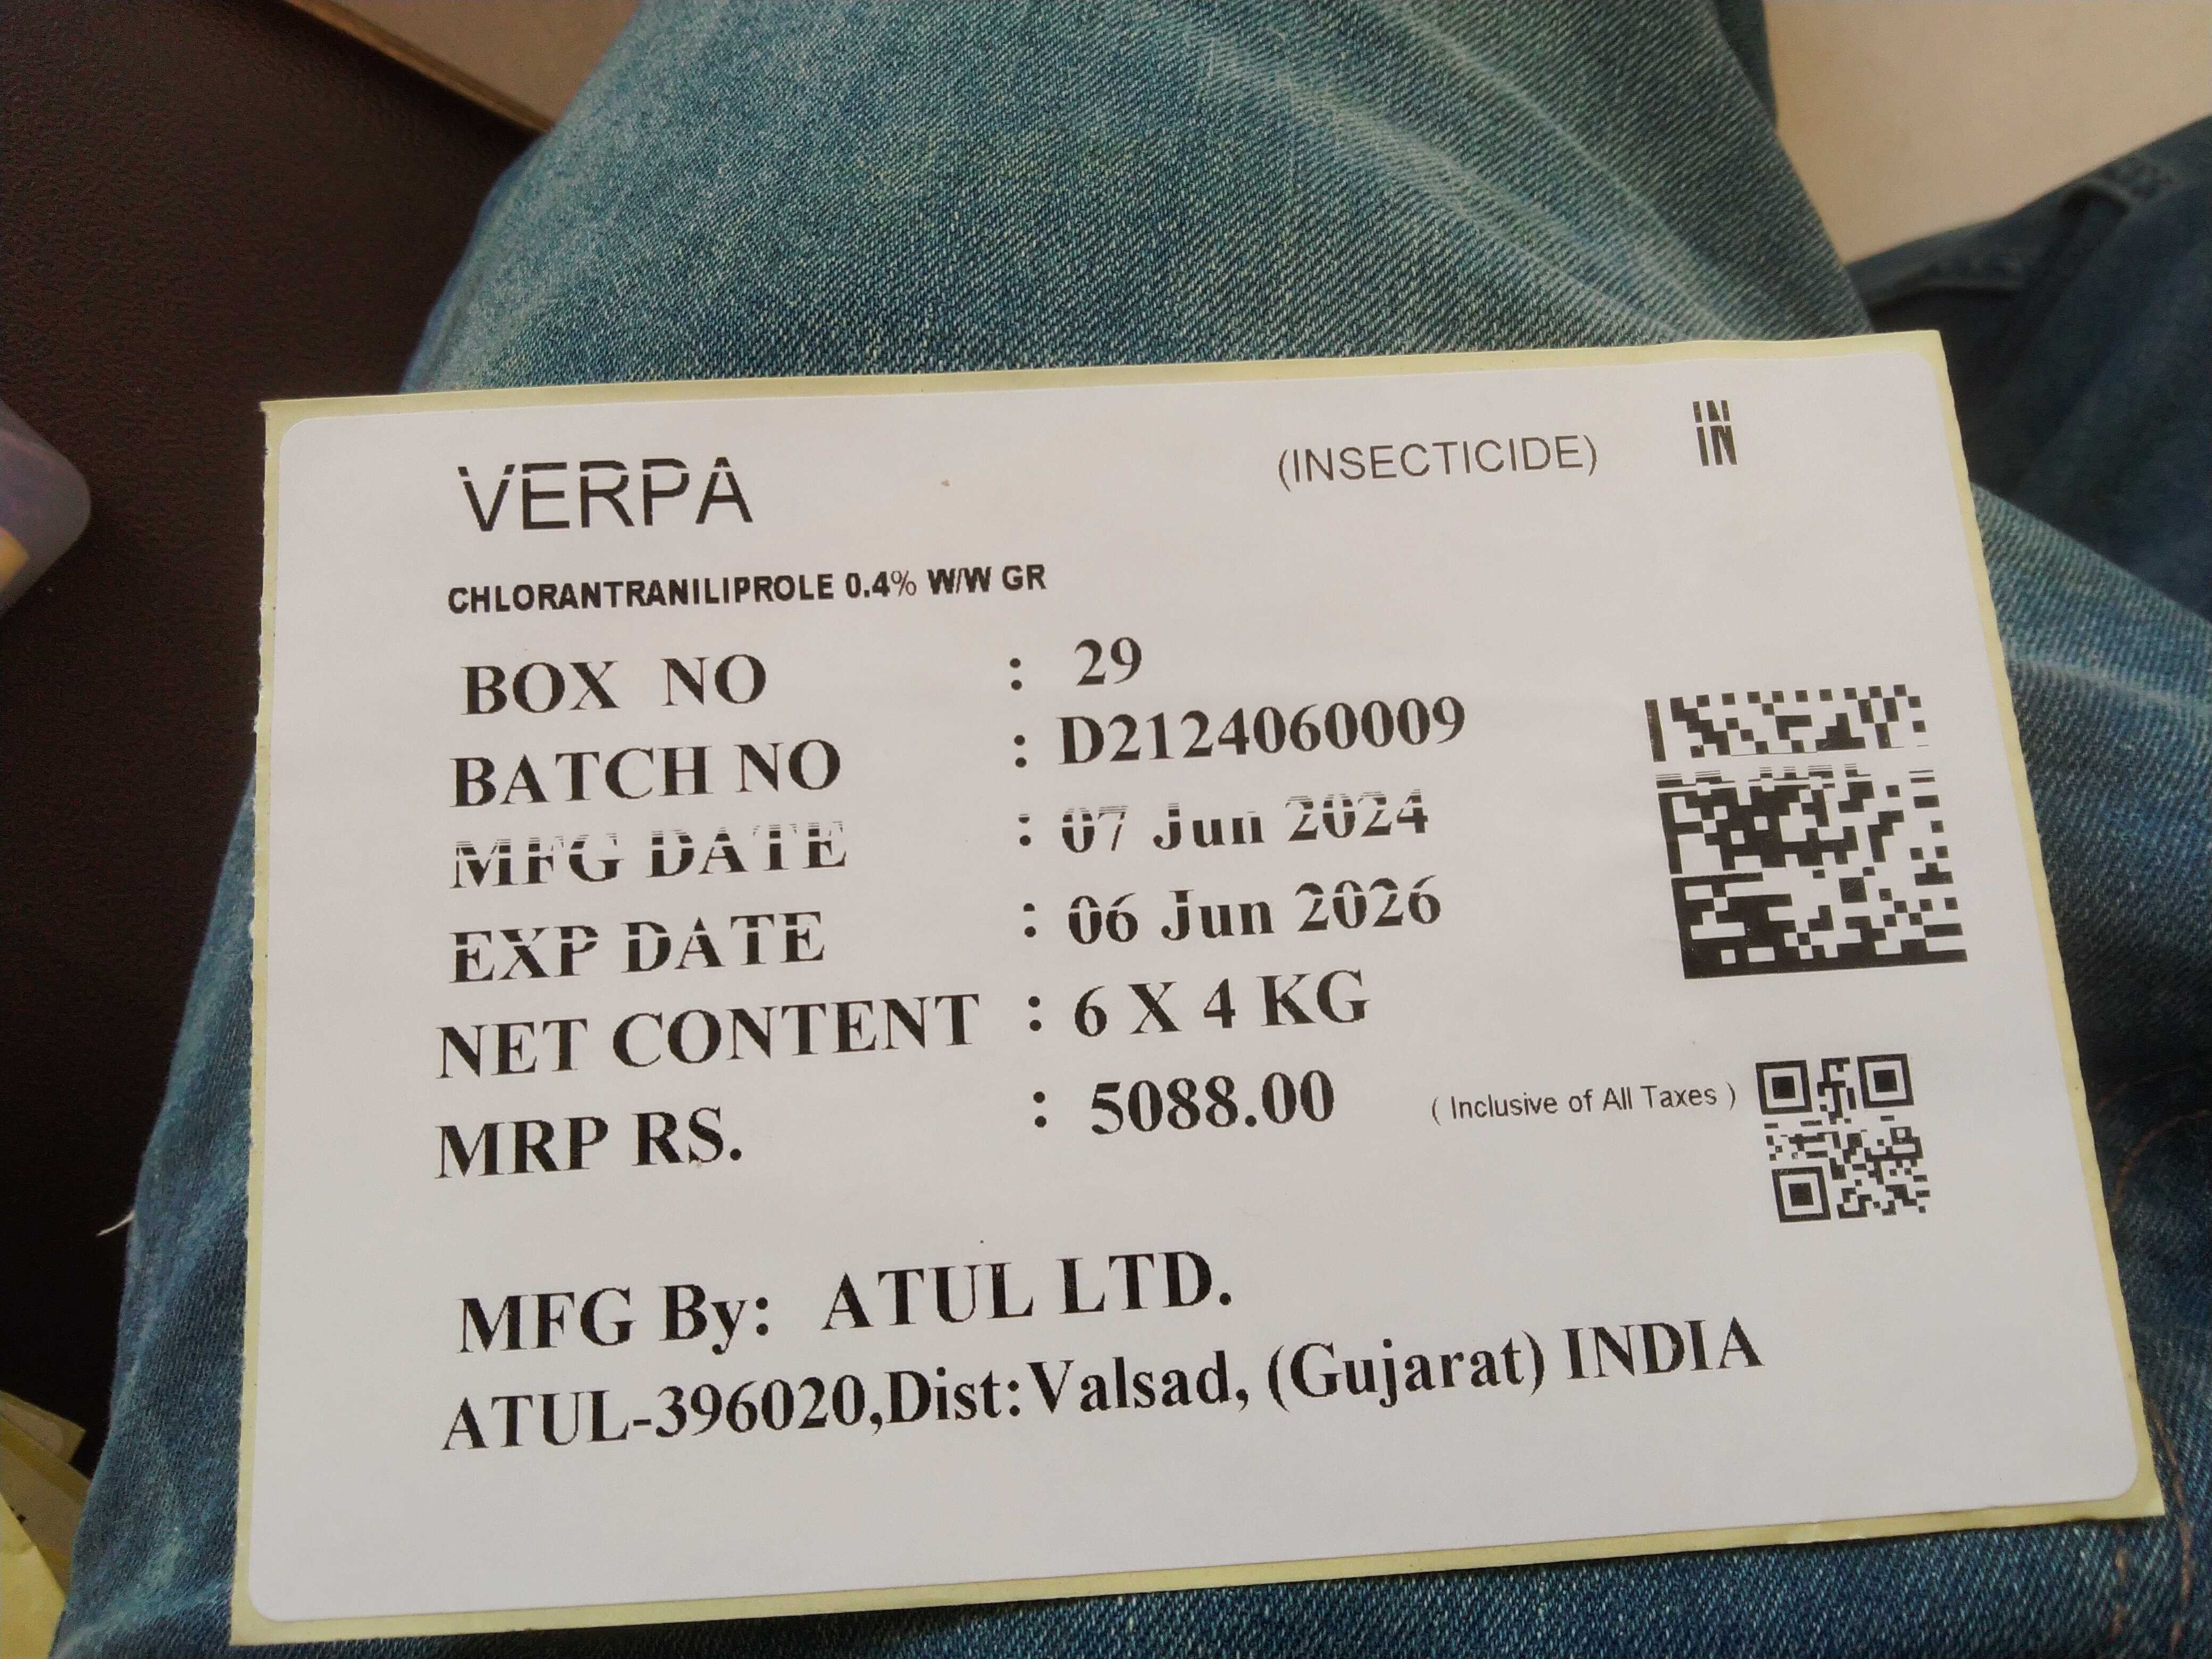 VERPA (INSECTICIDE) IN
CHLORANTRANILIPROLE 0.4% W/W GR
BOX NO : 29
BATCH NO : D2124060009
MFG DATE : 07 Jun 2024
EXP DATE : 06 Jun 2026
NET CONTENT : 6 X 4 KG
MRP RS. : 5088.00 ( Inclusive of All Taxes )
MFG By: ATUL LTD.
ATUL-396020,Dist:Valsad, (Gujarat) INDIA